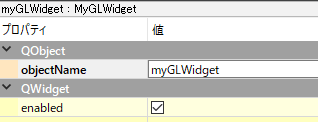 myGLWidget : MyGLWidget
プロパティ 値
QObject
objectName myGLWidget
QWidget
enabled